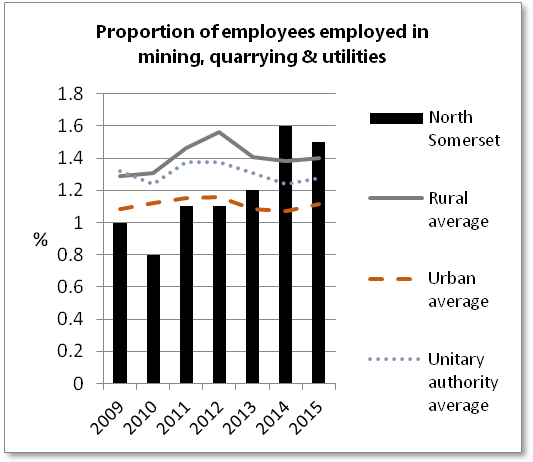 Proportion of employees employed in
mining, quarrying & utilities
1.8
1.6
1.4
1.2
1
0.8
0.6
0.4
0.2
0
%
2009
2010
2011
2012
2013
2014
2015
North
Somerset
Rural
average
Urban
average
Unitary
authority
average